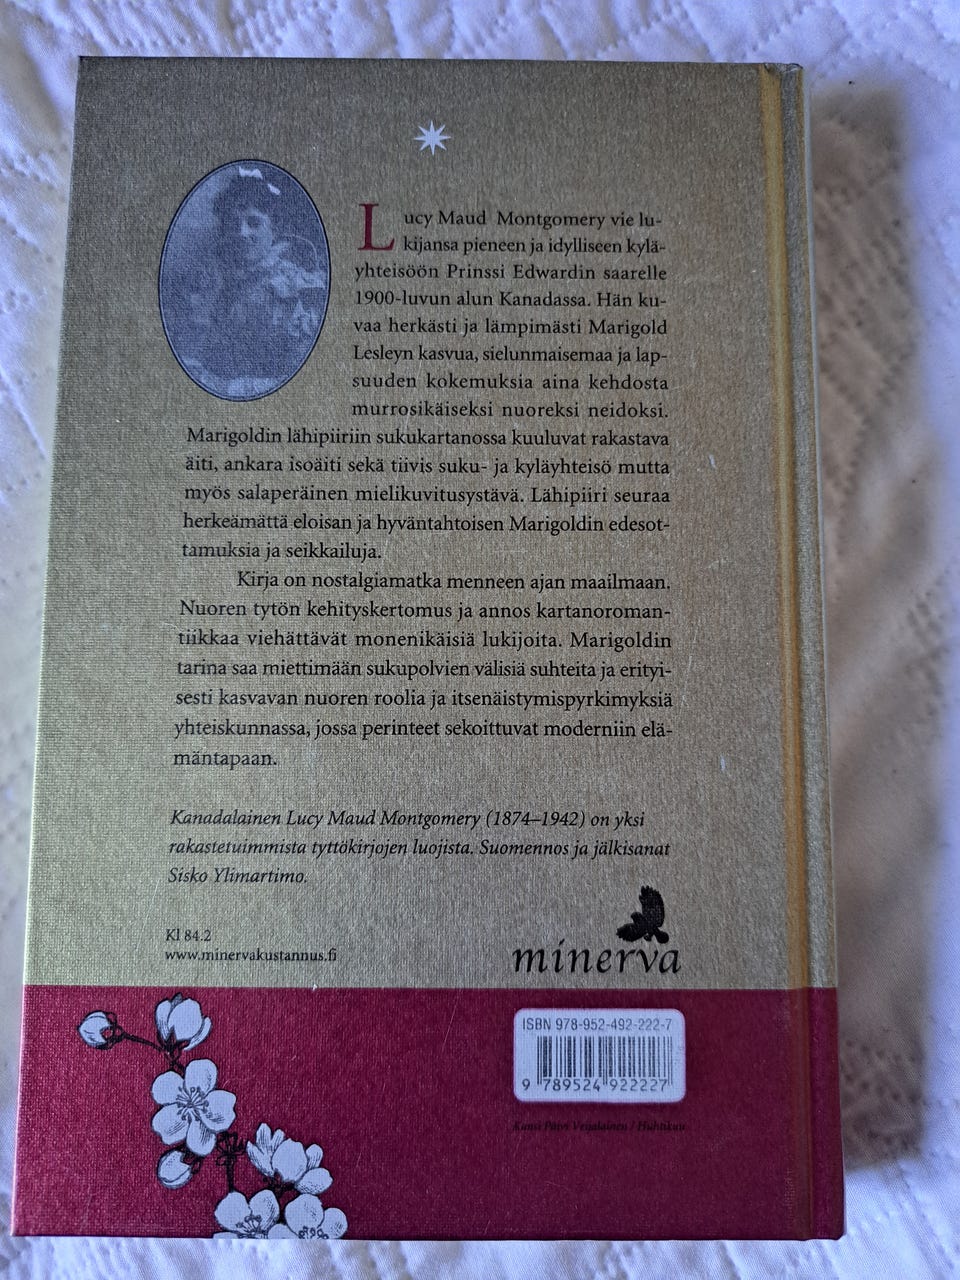 Lucy Maud Montgomery vie lu-
kijansa pieneen ja idylliseen kylä-
yhteisöön Prinssi Edwardin saarelle
1900-luvun alun Kanadassa. Hän ku-
vaa herkästi ja lämpimästi Marigold
Lesleyn kasvua, sielunmaisemaa ja lap-
suuden kokemuksia aina kehdosta
murrosikäiseksi nuoreksi neidoksi.
Marigoldin lähipiiriin sukukartanossa kuuluvat rakastava
äiti, ankara isoäiti sekä tiivis suku- ja kyläyhteisö mutta
myös salaperäinen mielikuvitusystävä. Lähipiiri seuraa
herkeämättä eloisan ja hyväntahtoisen Marigoldin edesot-
tamuksia ja seikkailuja.
Kirja on nostalgiamatka menneen ajan maailmaan.
Nuoren tytön kehityskertomus ja annos kartanoroman-
tiikkaa viehättävät monenikäisiä lukijoita. Marigoldin
tarina saa miettimään sukupolvien välisiä suhteita ja erityi-
sesti kasvavan nuoren roolia ja itsenäistymispyrkimyksiä
yhteiskunnassa, jossa perinteet sekoittuvat moderniin elä-
mäntapaan.
Kanadalainen Lucy Maud Montgomery (1874–1942) on yksi
rakastetuimmista tyttökirjojen luojista. Suomennos ja jälkisanat
Sisko Ylimartimo.
Kl 84.2
www.minervakustannus.fi
minerva
ISBN 978-952-492-222-7
9 789524 922227
Kansi Päivi Veijalainen / Huhtikuu